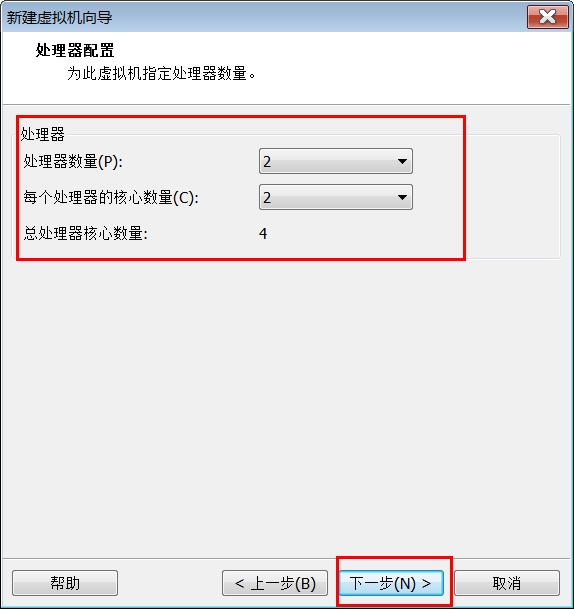 新建虚拟机向导
处理器配置
为此虚拟机指定处理器数量。
处理器
处理器数量(P): 2
每个处理器的核心数量(C): 2
总处理器核心数量: 4
帮助 < 上一步(B) 下一步(N) > 取消